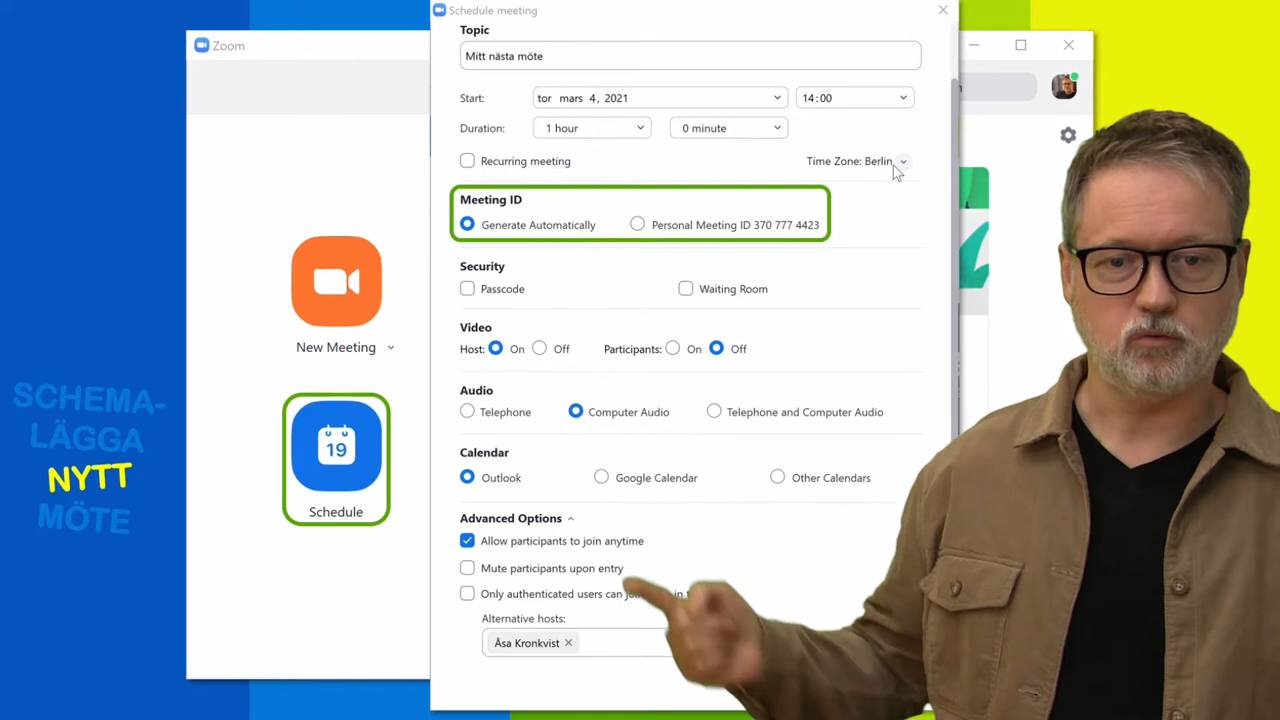 Schedule meeting
Topic
Mitt nästa möte
Start: tor mars 4, 2021 14:00
Duration: 1 hour 0 minute
Recurring meeting Time Zone: Berlin
Meeting ID
Generate Automatically Personal Meeting ID 370 777 4423
Security
Passcode Waiting Room
Video
Host: On Off Participants: On Off
Audio
Telephone Computer Audio Telephone and Computer Audio
Calendar
Outlook Google Calendar Other Calendars
Advanced Options
Allow participants to join anytime
Mute participants upon entry
Only authenticated users can
Alternative hosts:
Åsa Kronkvist
Zoom
New Meeting
19
Schedule
SCHEMA-
LÄGGA
NYTT
MÖTE